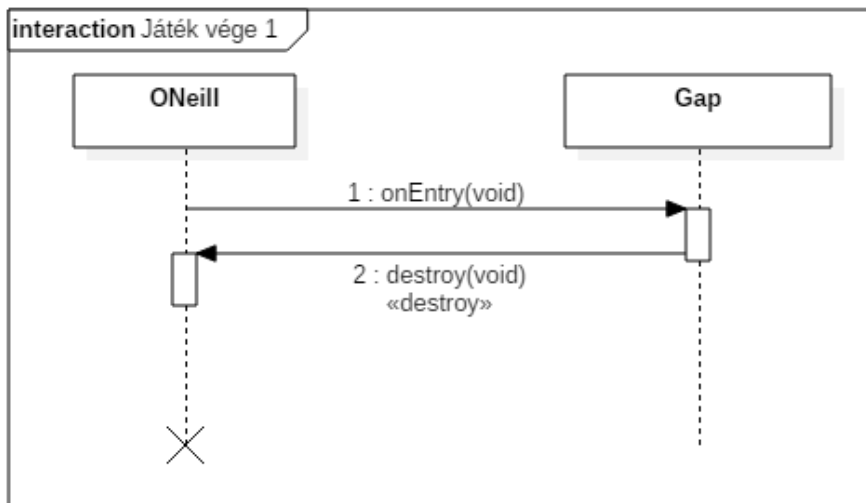 interaction Játék vége 1
ONeill
Gap
1 : onEntry(void)
2 : destroy(void)
«destroy»